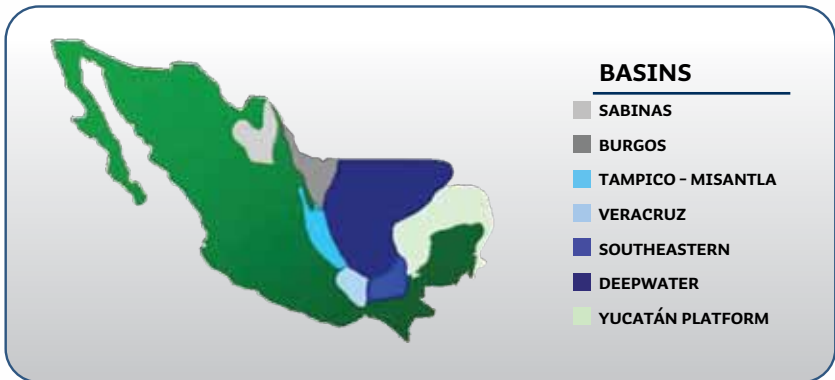 BASINS
SABINAS
BURGOS
TAMPICO - MISANTLA
VERACRUZ
SOUTHEASTERN
DEEPWATER
YUCATÁN PLATFORM